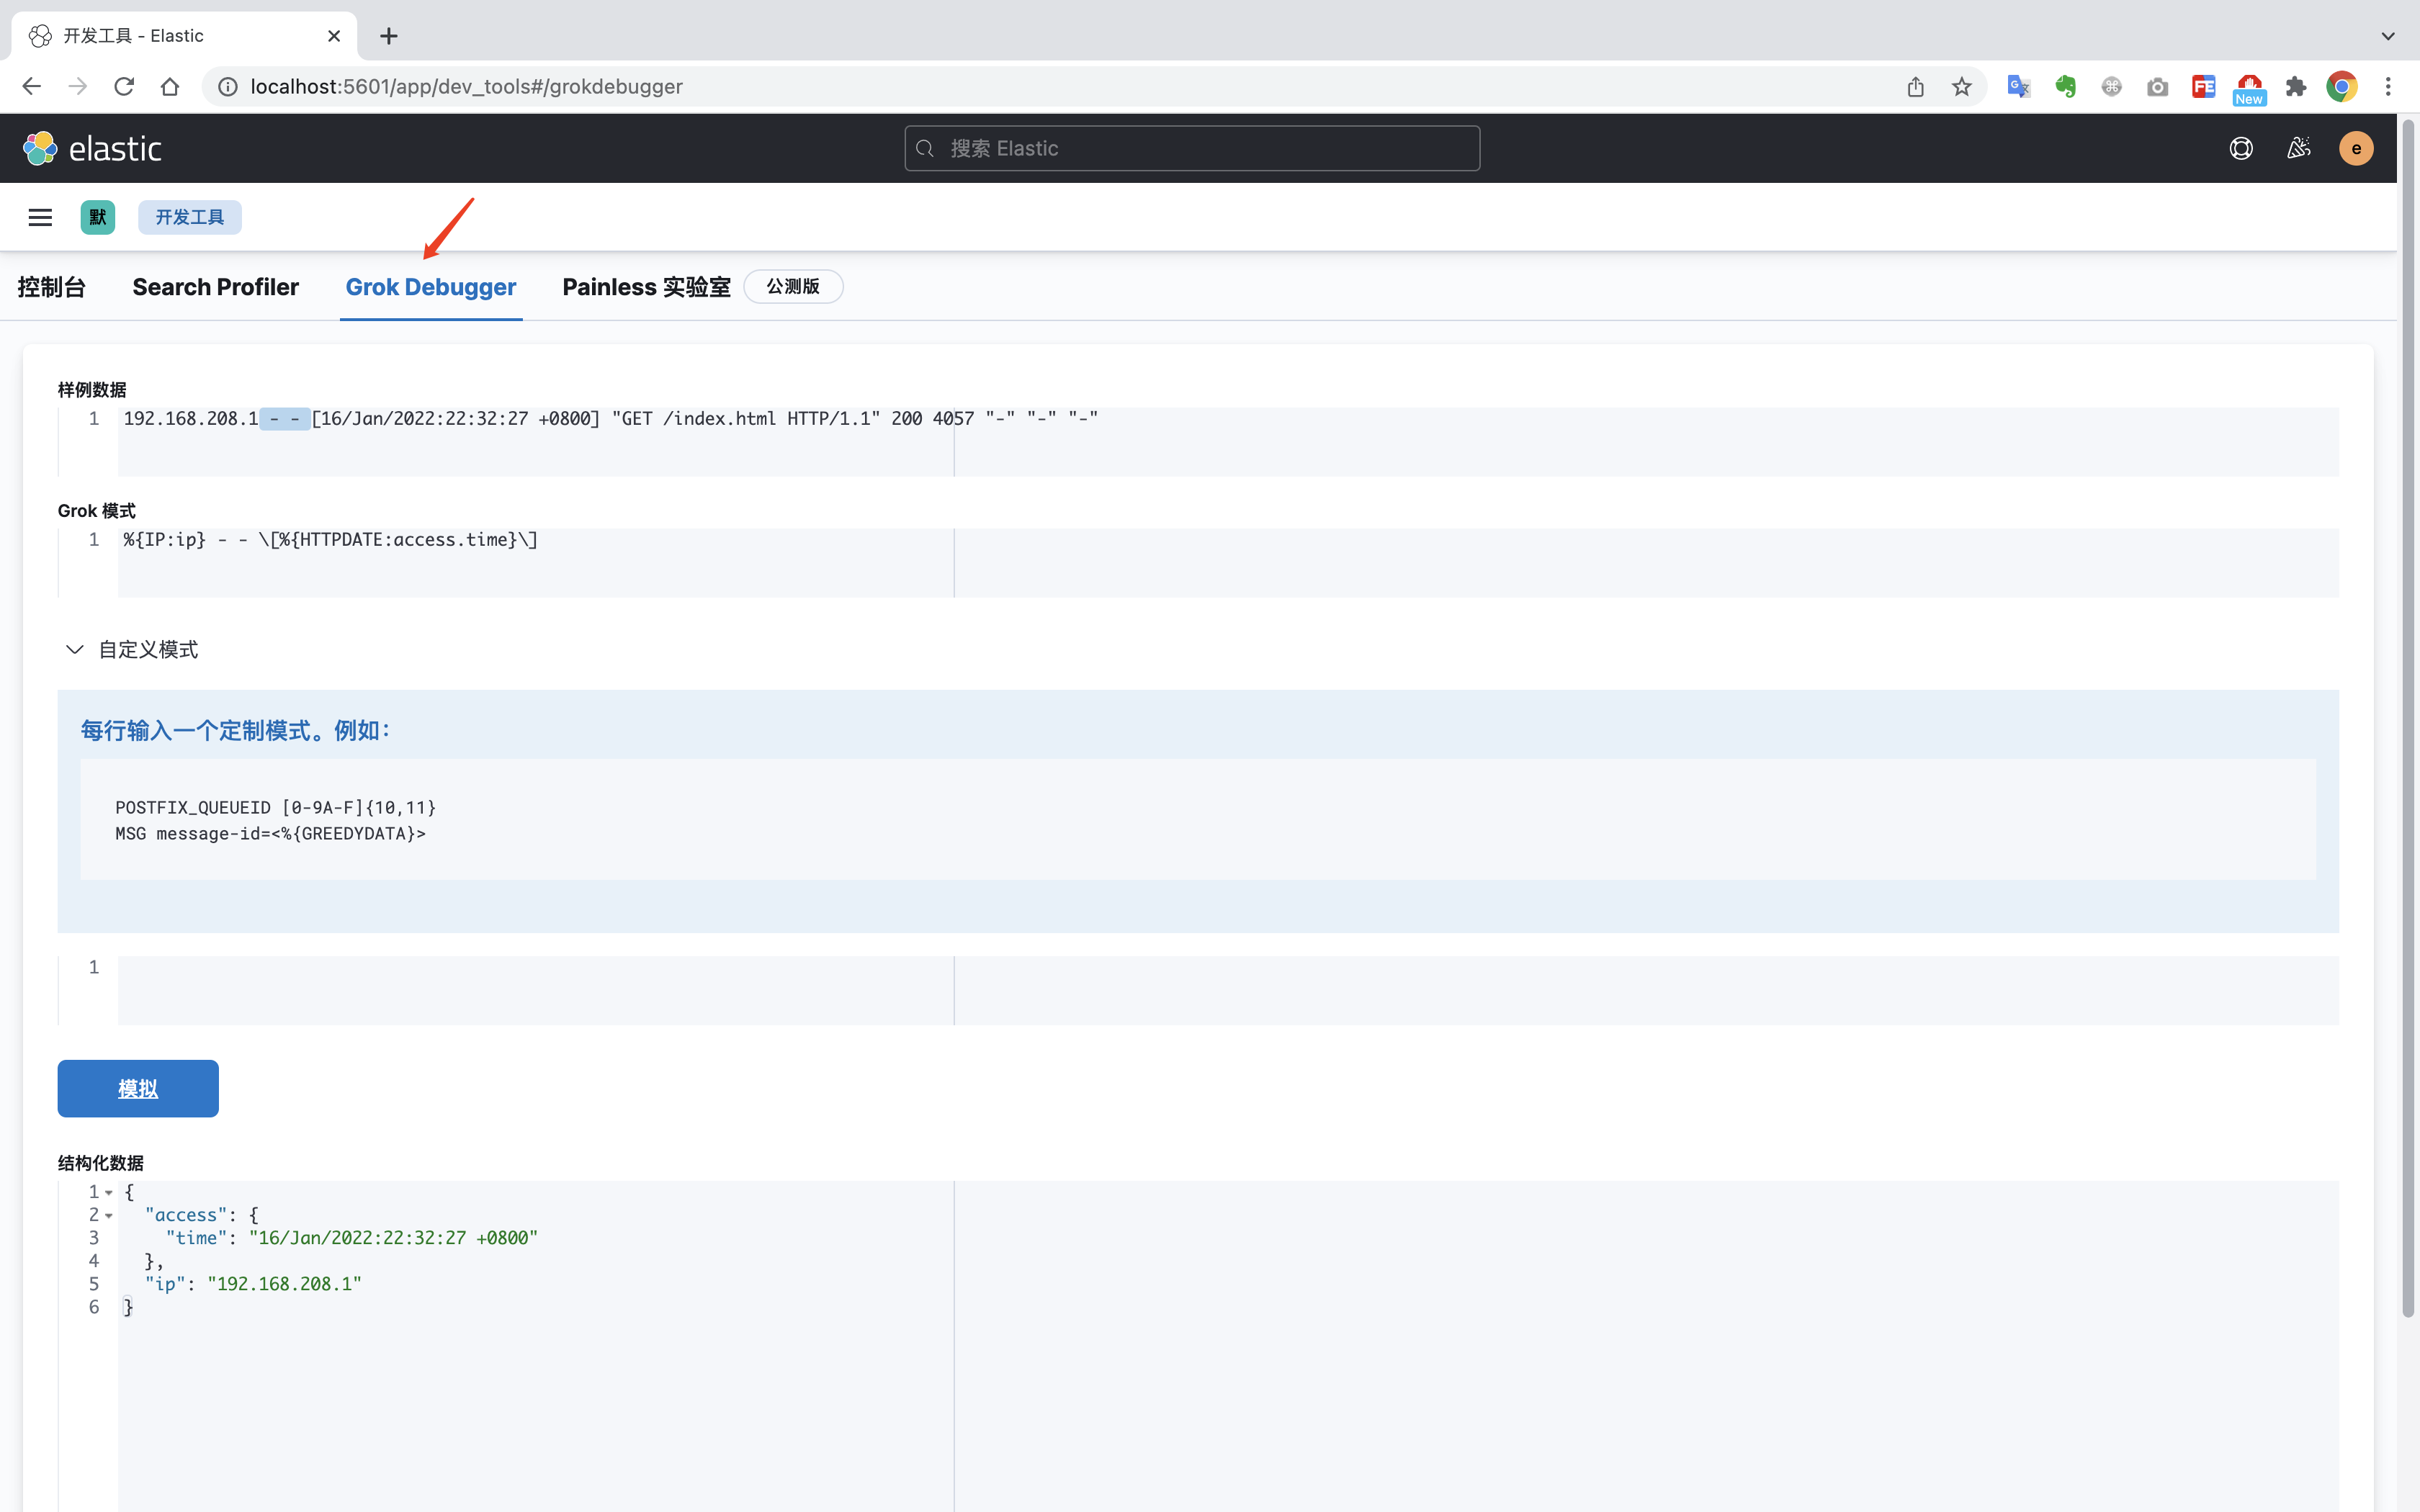 开发工具 - Elastic
localhost:5601/app/dev_tools#/grokdebugger
FE
New
elastic
搜索 Elastic
e
默
开发工具
控制台
Search Profiler
Grok Debugger
Painless 实验室
公测版
样例数据
1 192.168.208.1 - - [16/Jan/2022:22:32:27 +0800] "GET /index.html HTTP/1.1" 200 4057 "-" "-" "-"
Grok 模式
1 %{IP:ip} - - \[%{HTTPDATE:access.time}\]
自定义模式
每行输入一个定制模式。例如：
POSTFIX_QUEUEID [0-9A-F]{10,11}
MSG message-id=<%{GREEDYDATA}>
1
模拟
结构化数据
1 {
2 "access": {
3 "time": "16/Jan/2022:22:32:27 +0800"
4 },
5 "ip": "192.168.208.1"
6 }